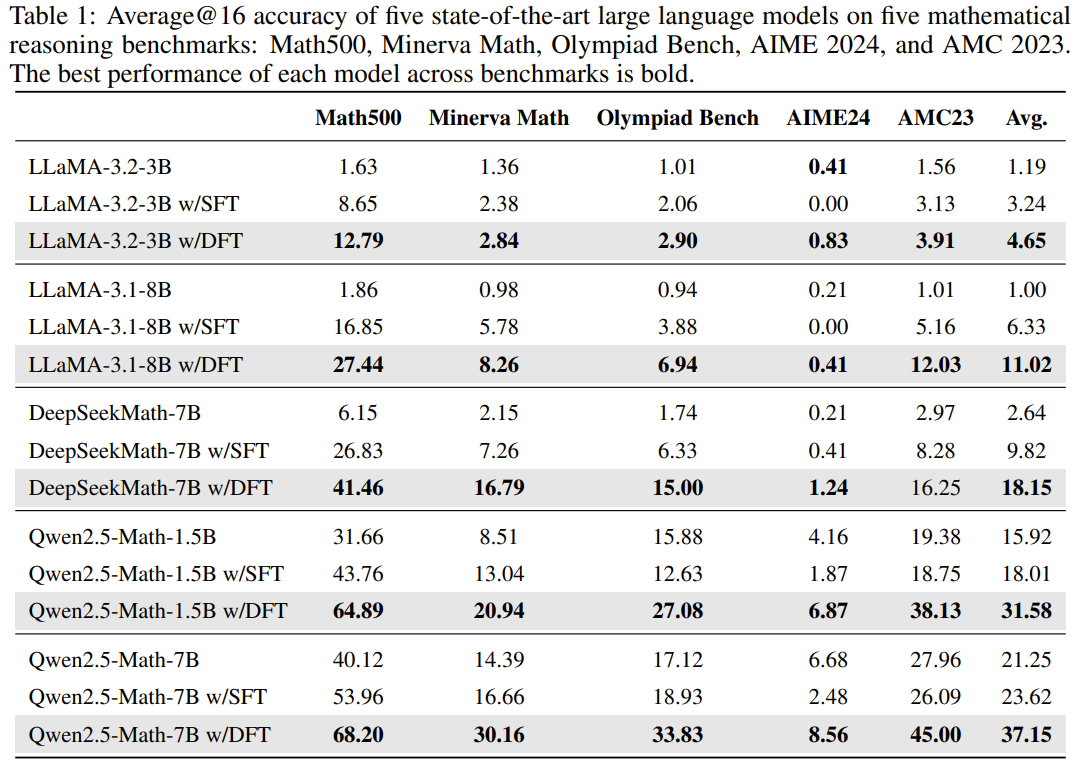 Table 1: Average@16 accuracy of five state-of-the-art large language models on five mathematical
reasoning benchmarks: Math500, Minerva Math, Olympiad Bench, AIME 2024, and AMC 2023.
The best performance of each model across benchmarks is bold.
Math500 Minerva Math Olympiad Bench AIME24 AMC23 Avg.
LLaMA-3.2-3B 1.63 1.36 1.01 0.41 1.56 1.19
LLaMA-3.2-3B w/SFT 8.65 2.38 2.06 0.00 3.13 3.24
LLaMA-3.2-3B w/DFT 12.79 2.84 2.90 0.83 3.91 4.65
LLaMA-3.1-8B 1.86 0.98 0.94 0.21 1.01 1.00
LLaMA-3.1-8B w/SFT 16.85 5.78 3.88 0.00 5.16 6.33
LLaMA-3.1-8B w/DFT 27.44 8.26 6.94 0.41 12.03 11.02
DeepSeekMath-7B 6.15 2.15 1.74 0.21 2.97 2.64
DeepSeekMath-7B w/SFT 26.83 7.26 6.33 0.41 8.28 9.82
DeepSeekMath-7B w/DFT 41.46 16.79 15.00 1.24 16.25 18.15
Qwen2.5-Math-1.5B 31.66 8.51 15.88 4.16 19.38 15.92
Qwen2.5-Math-1.5B w/SFT 43.76 13.04 12.63 1.87 18.75 18.01
Qwen2.5-Math-1.5B w/DFT 64.89 20.94 27.08 6.87 38.13 31.58
Qwen2.5-Math-7B 40.12 14.39 17.12 6.68 27.96 21.25
Qwen2.5-Math-7B w/SFT 53.96 16.66 18.93 2.48 26.09 23.62
Qwen2.5-Math-7B w/DFT 68.20 30.16 33.83 8.56 45.00 37.15